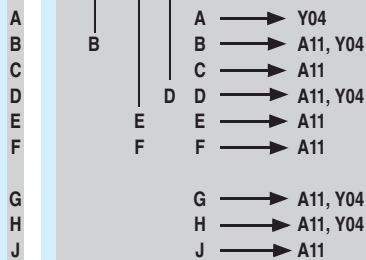 A A Y04
B B B A11, Y04
C C A11
D D D A11, Y04
E E E A11
F F F A11
G G A11, Y04
H H A11, Y04
J J A11